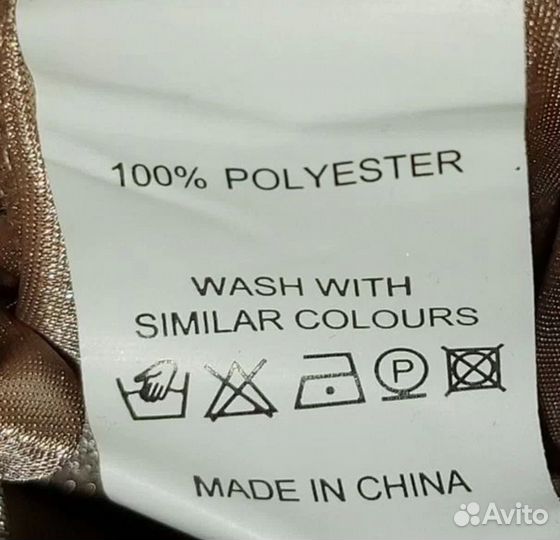 100% POLYESTER
WASH WITH
SIMILAR COLOURS
P
MADE IN CHINA
Avito